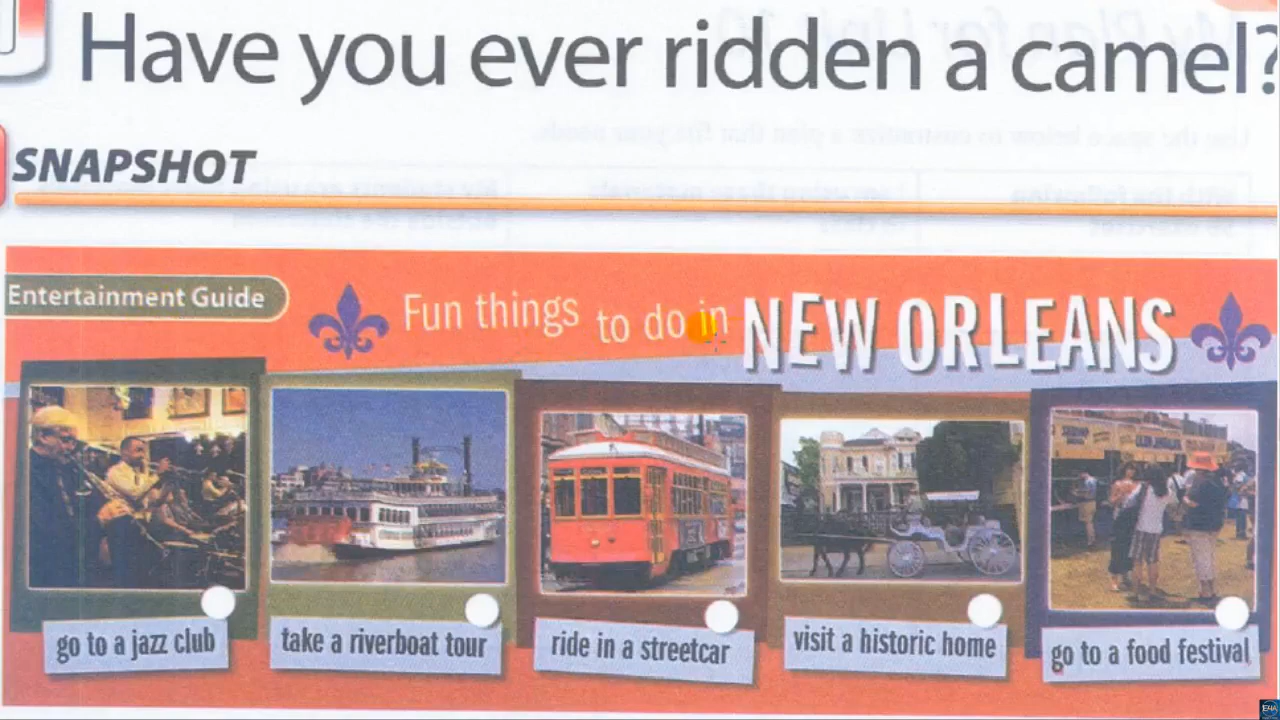 Have you ever ridden a camel?
SNAPSHOT
Entertainment Guide
Fun things to do in NEW ORLEANS
go to a jazz club
take a riverboat tour
ride in a streetcar
visit a historic home
go to a food festival